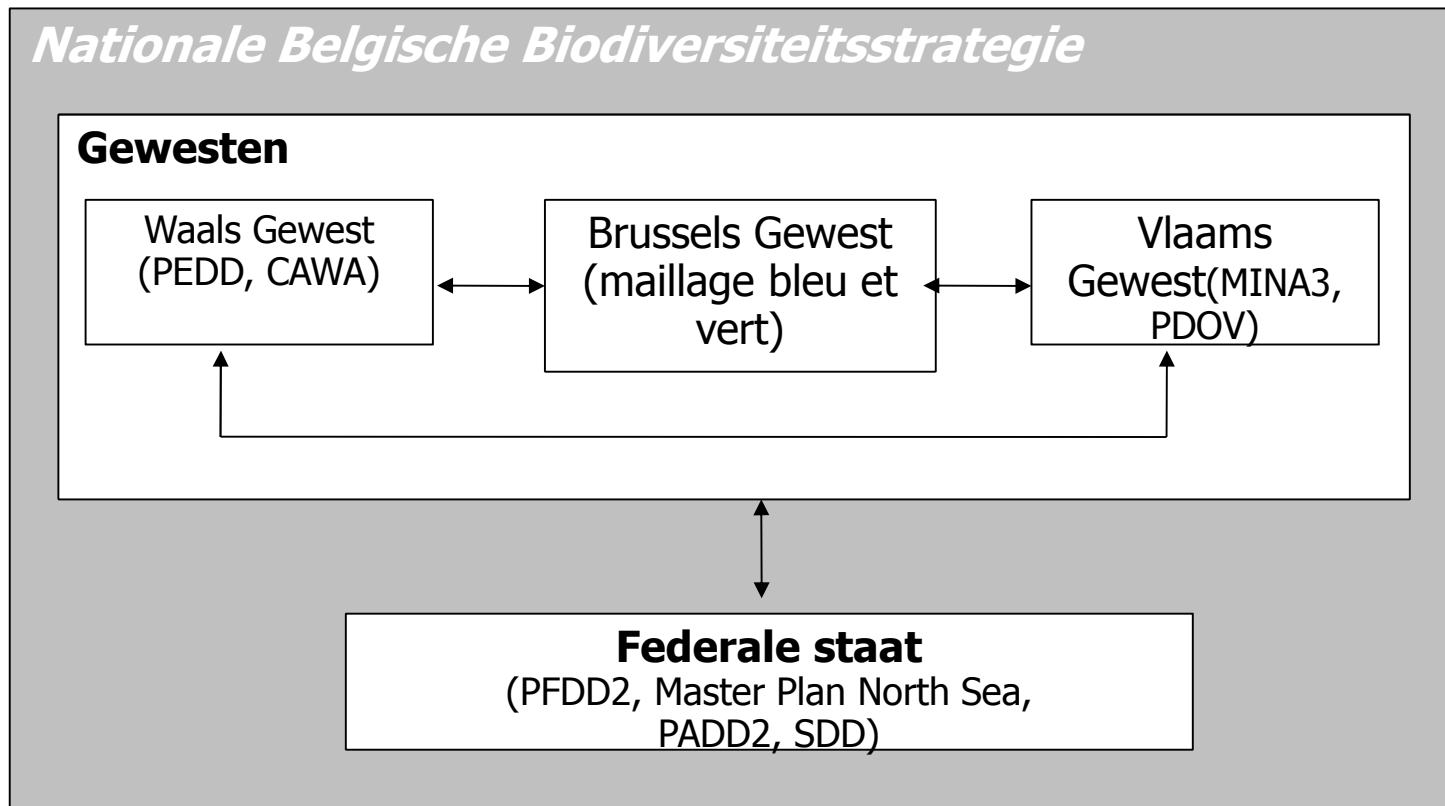 Nationale Belgische Biodiversiteitsstrategie
Gewesten
Waals Gewest
(PEDD, CAWA)
Brussels Gewest
(maillage bleu et
vert)
Vlaams
Gewest(MINA3,
PDOV)
Federale staat
(PFDD2, Master Plan North Sea,
PADD2, SDD)